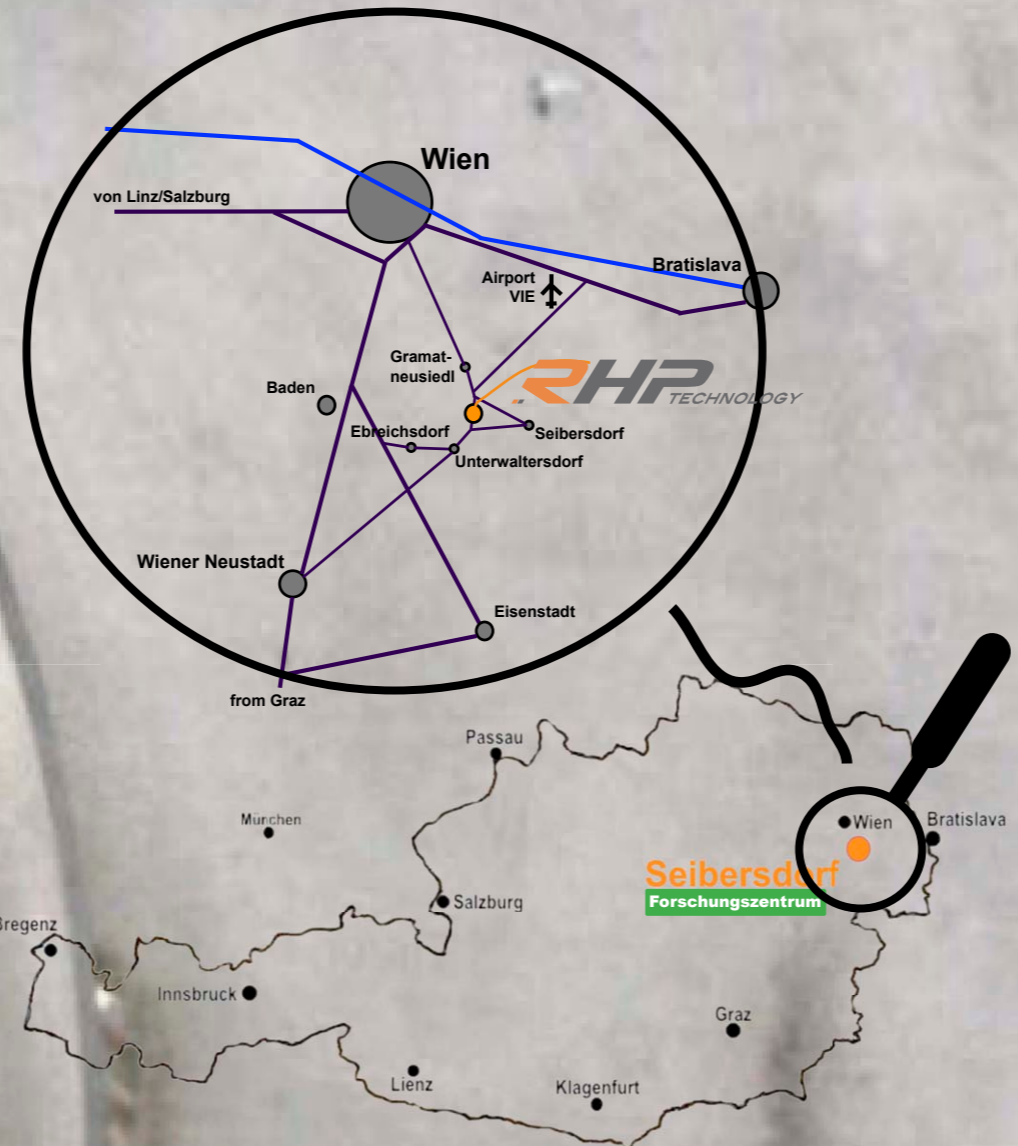 Wien
von Linz/Salzburg
Bratislava
Airport
VIE
Gramat-
neusiedl
RHP
TECHNOLOGY
Baden
Ebreichsdorf
Seibersdorf
Unterwaltersdorf
Wiener Neustadt
Eisenstadt
from Graz
Passau
München
Wien
Bratislava
Seibersdorf
Forschungszentrum
Salzburg
Bregenz
Innsbruck
Graz
Lienz
Klagenfurt